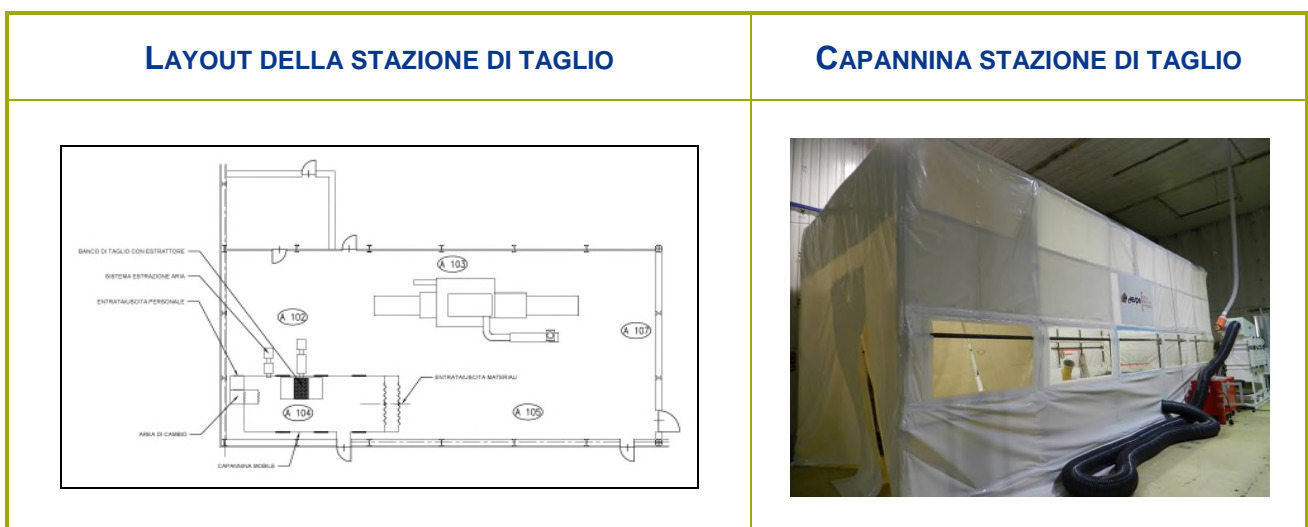 LAYOUT DELLA STAZIONE DI TAGLIO
CAPANNINA STAZIONE DI TAGLIO
BANCO DI TAGLIO CON ESTRATTORE
SISTEMA ESTRAZIONE ARIA
ENTRATA/USCITA PERSONALE
A 103
A 102
A 107
ENTRATA/USCITA MATERIALI
A 104
A 105
AREA DI CAMBIO
CAPANNINA MOBILE